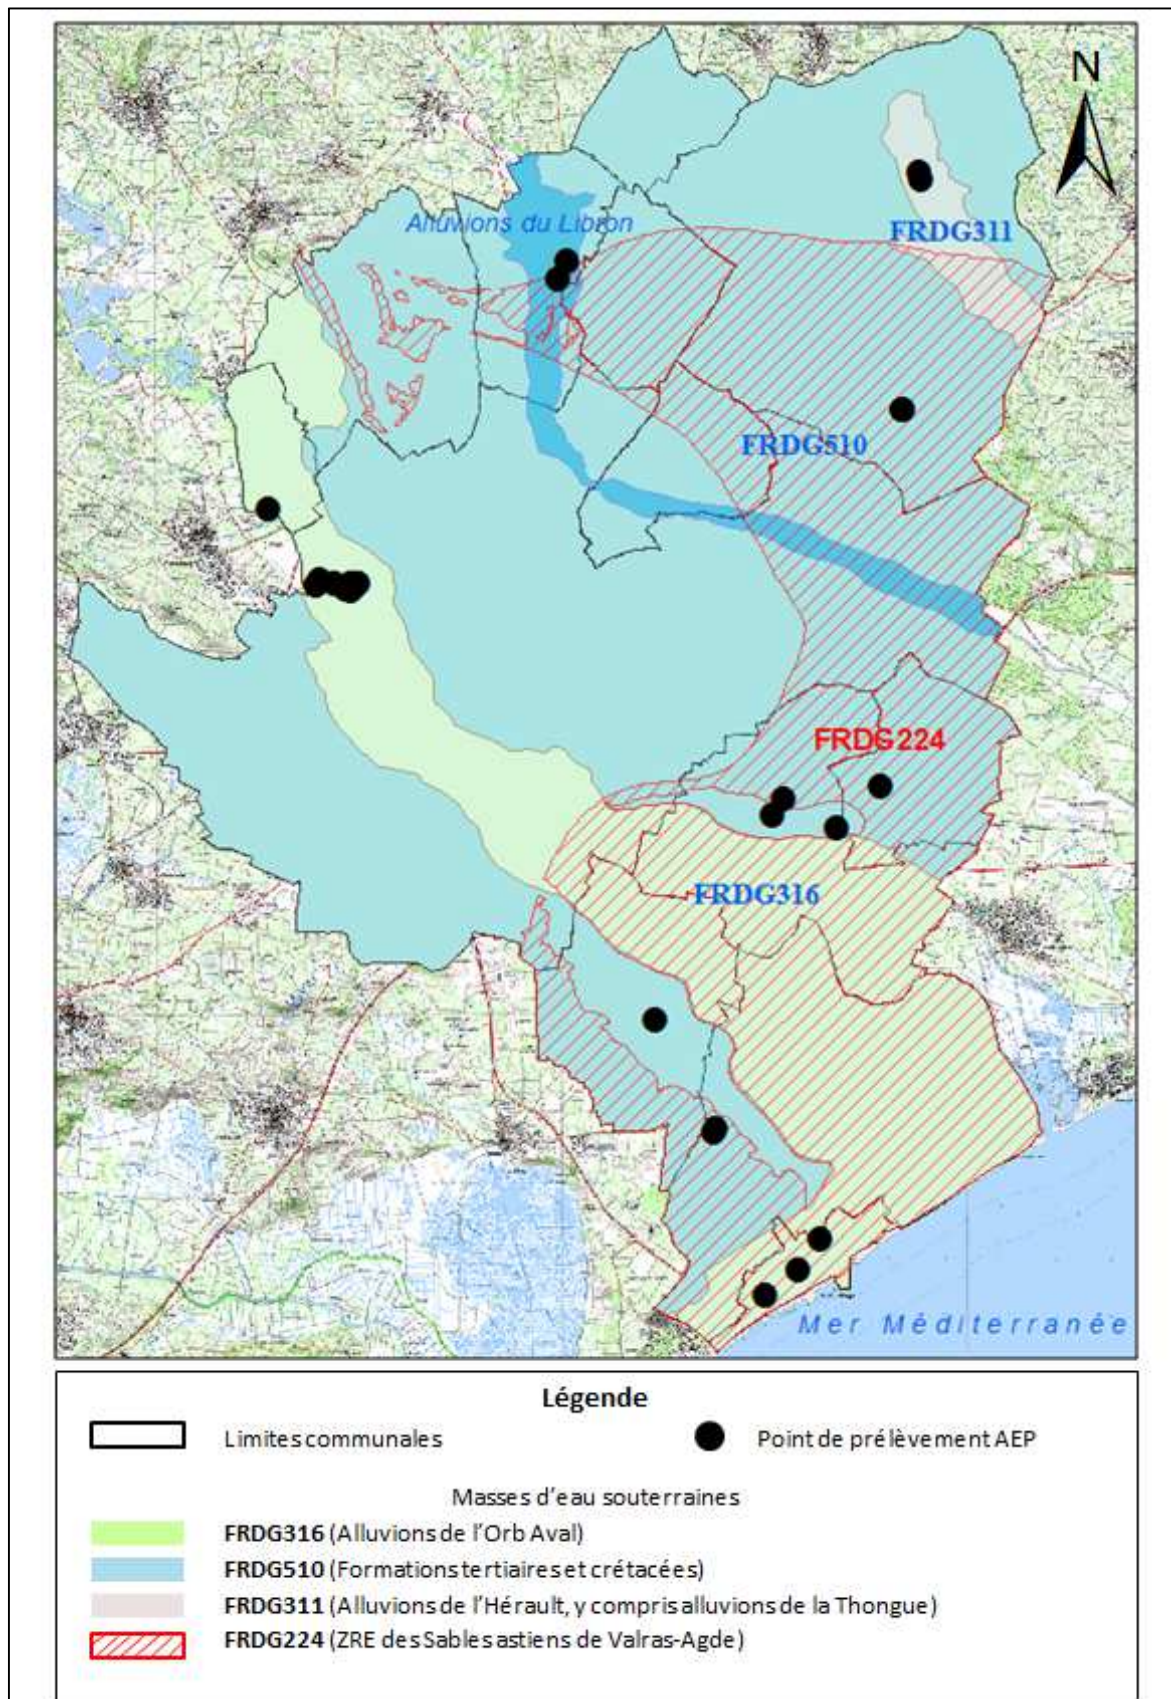 N
Alluvions du Libron
FRDG311
FRDG510
FRDG224
FRDG316
Mer Méditerranée
Légende
Limites communales
Point de prélèvement AEP
Masses d'eau souterraines
FRDG316 (Alluvions de l'Orb Aval)
FRDG510 (Formations tertiaires et crétacées)
FRDG311 (Alluvions de l'Hérault, y compris alluvions de la Thongue)
FRDG224 (ZRE des Sables astiens de Valras-Agde)